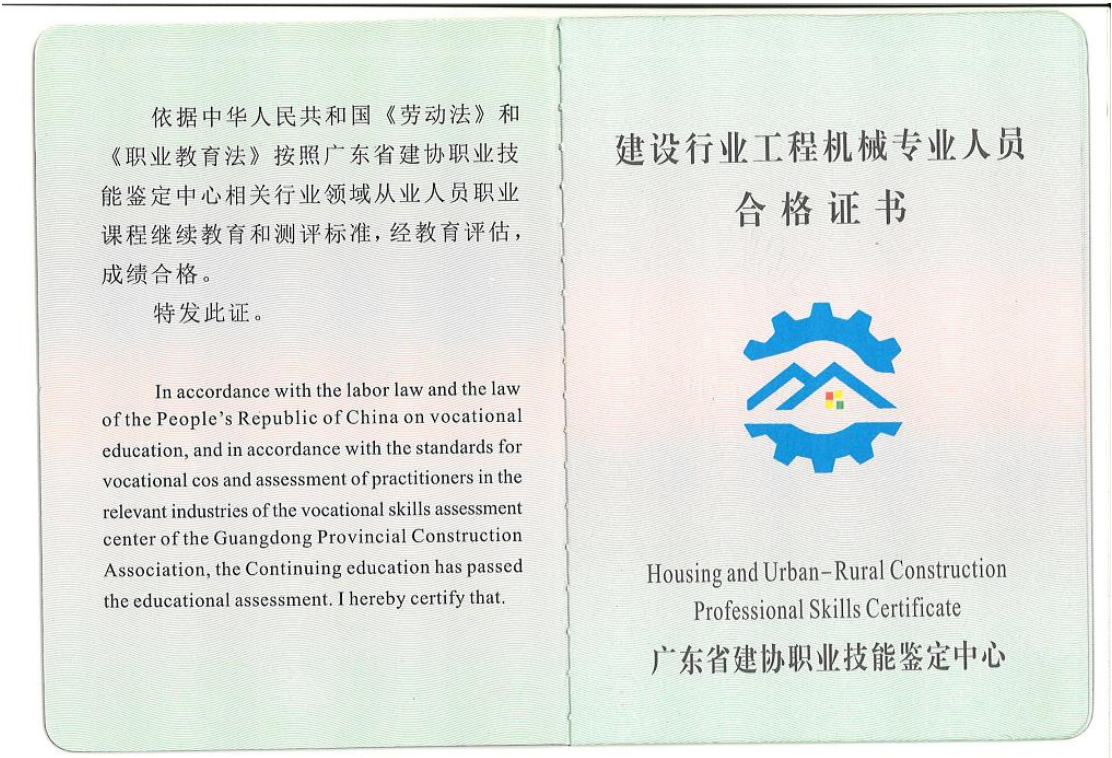 依据中华人民共和国《劳动法》和
《职业教育法》按照广东省建协职业技
能鉴定中心相关行业领域从业人员职业
课程继续教育和测评标准，经教育评估，
成绩合格。
特发此证。
In accordance with the labor law and the law
of the People's Republic of China on vocational
education, and in accordance with the standards for
vocational cos and assessment of practitioners in the
relevant industries of the vocational skills assessment
center of the Guangdong Provincial Construction
Association, the Continuing education has passed
the educational assessment. I hereby certify that.
建设行业工程机械专业人员
合格证书
Housing and Urban-Rural Construction
Professional Skills Certificate
广东省建协职业技能鉴定中心